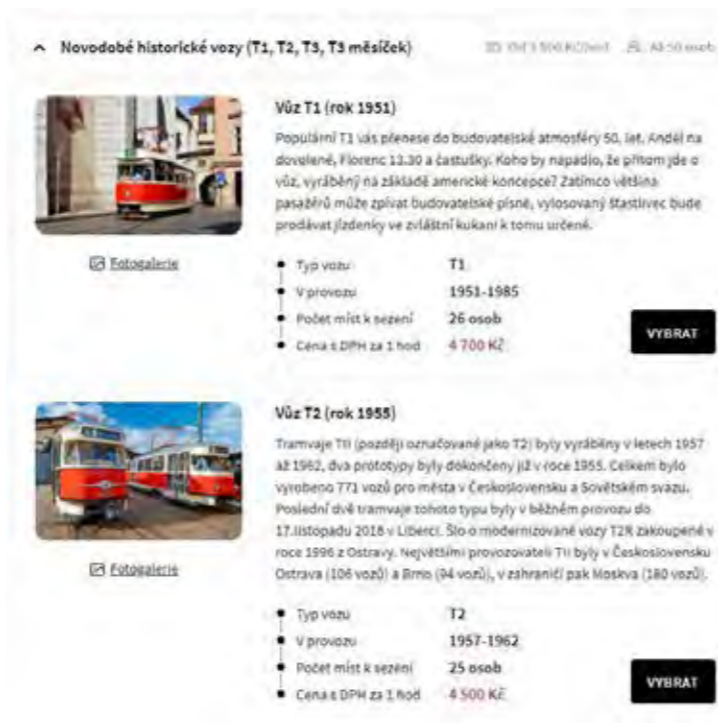 Novodobé historické vozy (T1, T2, T3, T3 měsíček)
Až 50 osob
Vůz T1 (rok 1951)
Populární T1 vás přenese do budovatelské atmosféry 50. let. Anděl na
dovolené, Florenc 13.30 a častušky. Koho by napadlo, že přitom jde o
vůz, vyráběný na základě americké koncepce? Zatímco většina
pasažérů může zpívat budovatelské písně, vylosovaný šťastlivec bude
prodávat jízdenky ve zvláštní kukani k tomu určené.
Fotogalerie
Typ vozu T1
V provozu 1951-1985
Počet míst k sezení 26 osob
Cena s DPH za 1 hod 4 700 Kč
VYBRAT
Vůz T2 (rok 1955)
Tramvaje TII (později označované jako T2) byly vyráběny v letech 1957
až 1962, dva prototypy byly dokončeny již v roce 1955. Celkem bylo
vyrobeno 771 vozů pro města v Československu a Sovětském svazu.
Poslední dvě tramvaje tohoto typu byly v běžném provozu do
17.listopadu 2018 v Liberci. Šlo o modernizované vozy T2R zakoupené v
roce 1996 z Ostravy. Největšími provozovateli TII byly v Československu
Ostrava (106 vozů) a Brno (94 vozů), v zahraničí pak Moskva (180 vozů).
Fotogalerie
Typ vozu T2
V provozu 1957-1962
Počet míst k sezení 25 osob
Cena s DPH za 1 hod 4 500 Kč
VYBRAT